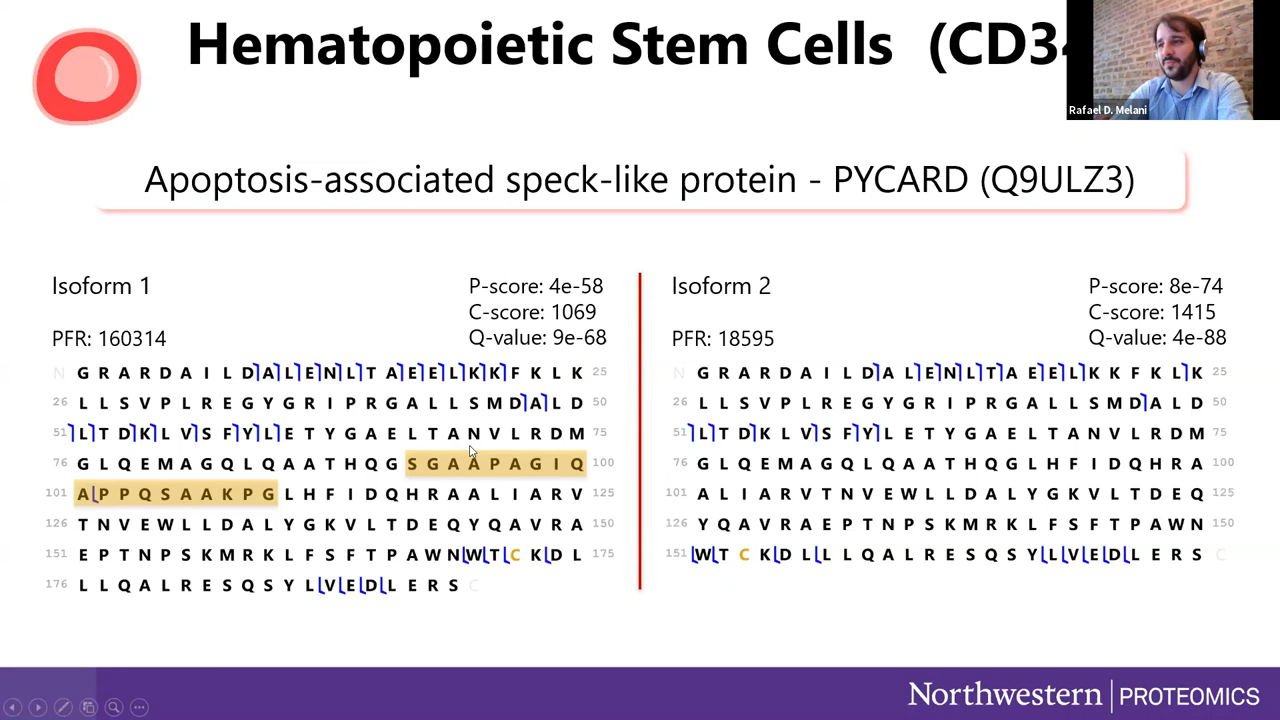 Hematopoietic Stem Cells (CD34
Rafael D. Melani
Apoptosis-associated speck-like protein - PYCARD (Q9ULZ3)
Isoform 1
P-score: 4e-58
C-score: 1069
PFR: 160314
Q-value: 9e-68
N G R A R D A I L D A L E N L T A E E L K K F K L K 25
26 L L S V P L R E G Y G R I P R G A L L S M D A L D 50
51 L T D K L V S F Y L E T Y G A E L T A N V L R D M 75
76 G L Q E M A G Q L Q A A T H Q G S G A A P A G I Q 100
101 A P P Q S A A K P G L H F I D Q H R A A L I A R V 125
126 T N V E W L L D A L Y G K V L T D E Q Y Q A V R A 150
151 E P T N P S K M R K L F S F T P A W N W T C K D L 175
176 L L Q A L R E S Q S Y L V E D L E R S C
Isoform 2
P-score: 8e-74
C-score: 1415
PFR: 18595
Q-value: 4e-88
N G R A R D A I L D A L E N L T A E E L K K F K L K 25
26 L L S V P L R E G Y G R I P R G A L L S M D A L D 50
51 L T D K L V S F Y L E T Y G A E L T A N V L R D M 75
76 G L Q E M A G Q L Q A A T H Q G L H F I D Q H R A 100
101 A L I A R V T N V E W L L D A L Y G K V L T D E Q 125
126 Y Q A V R A E P T N P S K M R K L F S F T P A W N 150
151 W T C K D L L L Q A L R E S Q S Y L V E D L E R S C
Northwestern | PROTEOMICS